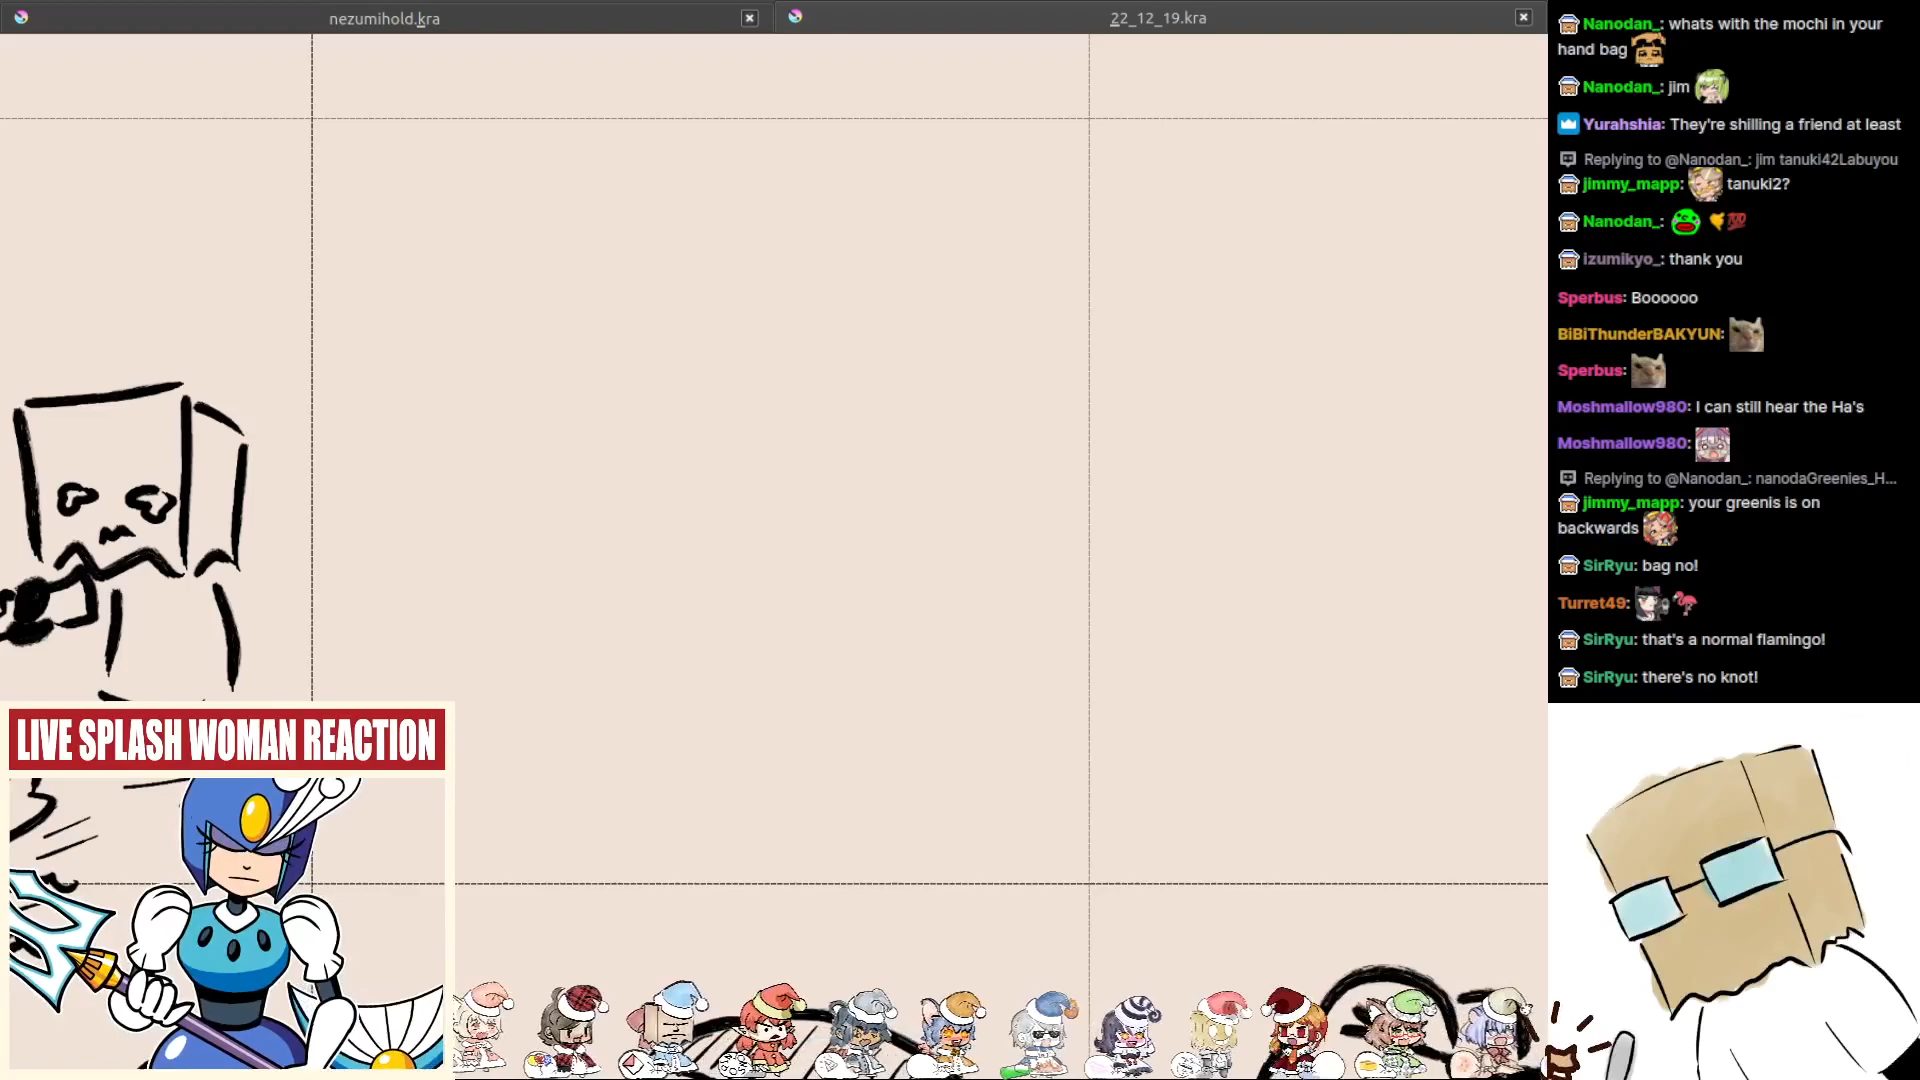 nezumihold.kra
22_12_19.kra
Nanodan_: whats with the mochi in your
hand bag
Nanodan_: jim
Yurahshia: They're shilling a friend at least
Replying to @Nanodan_: jim tanuki42Labuyou
jimmy_mapp: tanuki2?
Nanodan_: 100
izumikyo_: thank you
Sperbus: Boooooo
BiBiThunderBAKYUN:
Sperbus:
Moshmallow980: I can still hear the Ha's
Moshmallow980:
Replying to @Nanodan_: nanodaGreenies_H...
jimmy_mapp: your greenis is on
backwards
SirRyu: bag no!
Turret49:
SirRyu: that's a normal flamingo!
SirRyu: there's no knot!
LIVE SPLASH WOMAN REACTION